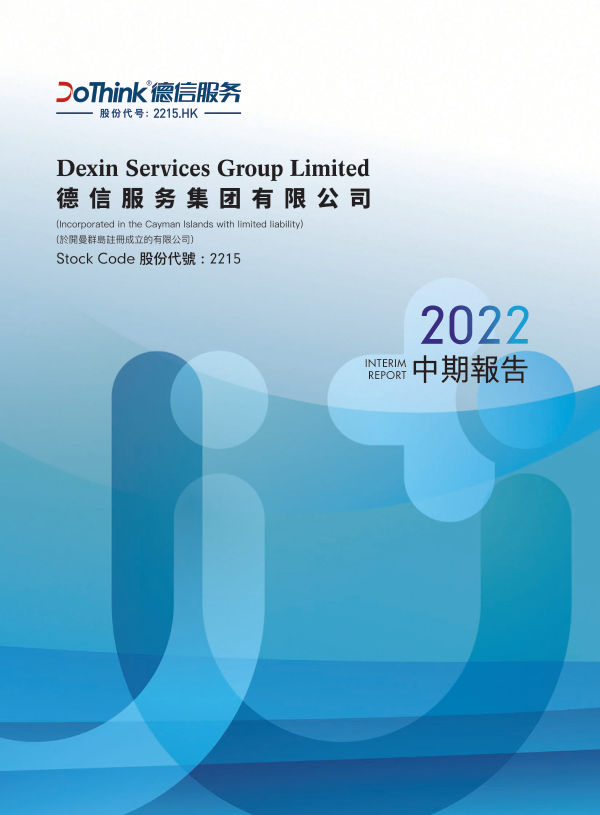 DoThink®德信服务
股份代号: 2215.HK
Dexin Services Group Limited
德信服务集团有限公司
(Incorporated in the Cayman Islands with limited liability)
(於開曼群島註冊成立的有限公司)
Stock Code 股份代號 : 2215
2022
INTERIM
REPORT
中期報告